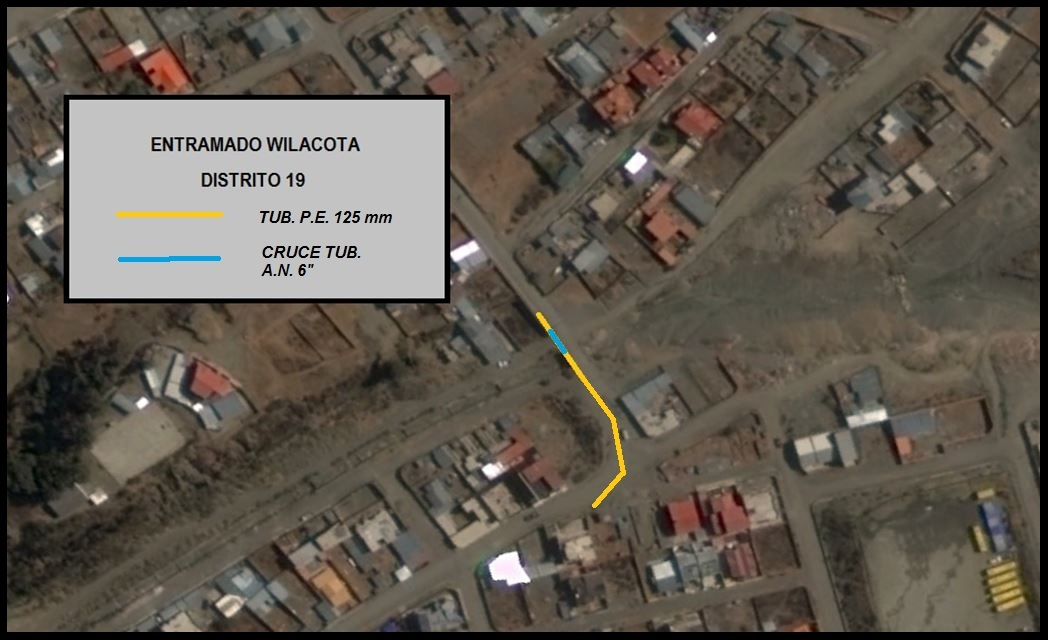 ENTRAMADO WILACOTA
DISTRITO 19
TUB. P.E. 125 mm
CRUCE TUB.
A.N. 6"